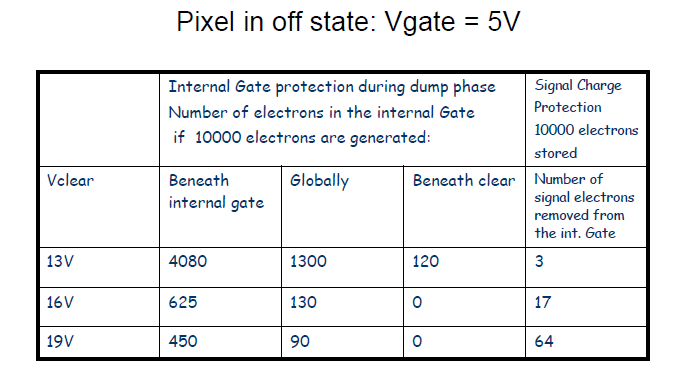 Pixel in off state: Vgate = 5V
Internal Gate protection during dump phase
Number of electrons in the internal Gate
if 10000 electrons are generated:
Signal Charge
Protection
10000 electrons
stored
Vclear
Beneath
internal gate
Globally
Beneath clear
Number of
signal electrons
removed from
the int. Gate
13V 4080 1300 120 3
16V 625 130 0 17
19V 450 90 0 64